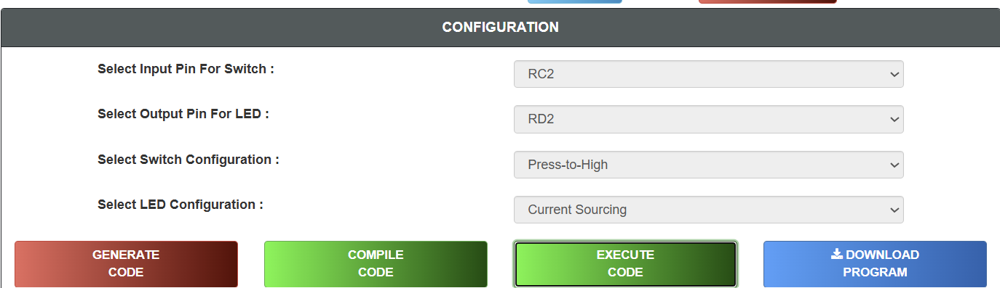 CONFIGURATION
Select Input Pin For Switch :
RC2
Select Output Pin For LED :
RD2
Select Switch Configuration :
Press-to-High
Select LED Configuration :
Current Sourcing
GENERATE
CODE
COMPILE
CODE
EXECUTE
CODE
DOWNLOAD
PROGRAM